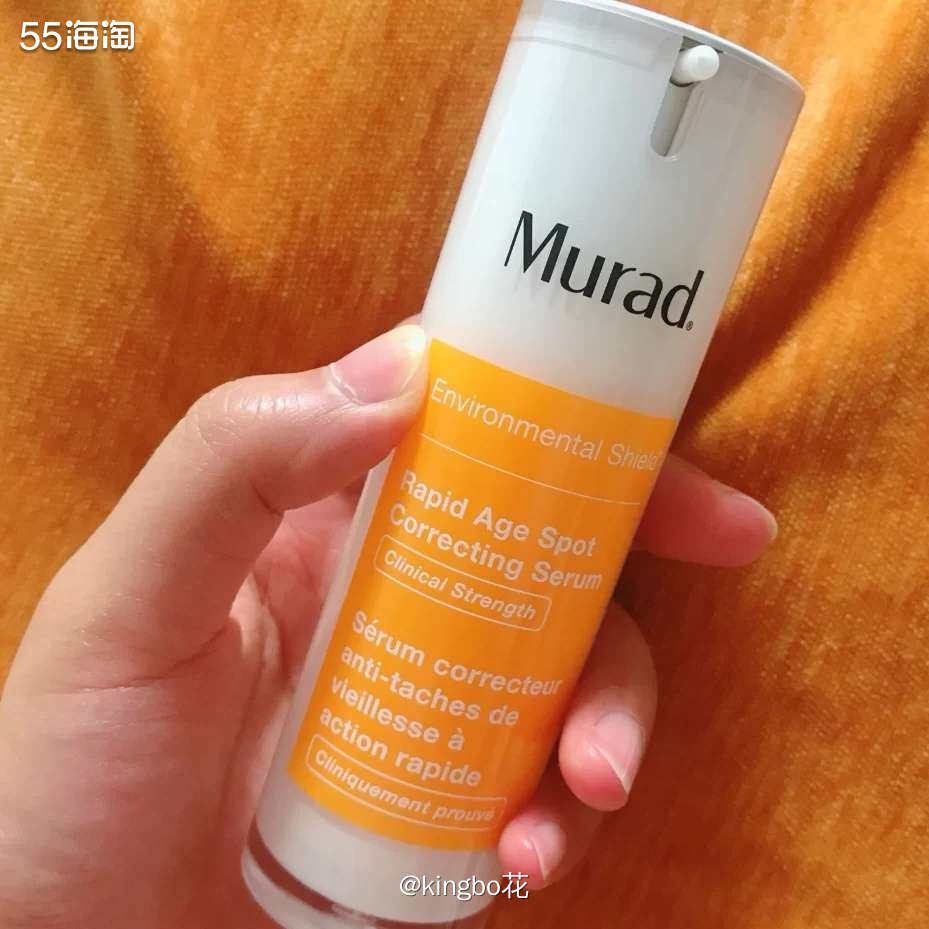 55海淘
Murad®
Environmental Shield
Rapid Age Spot
Correcting Serum
Clinical Strength
Sérum correcteur
anti-taches de
vieillesse à
action rapide
Cliniquement prouvé
@kingbo花